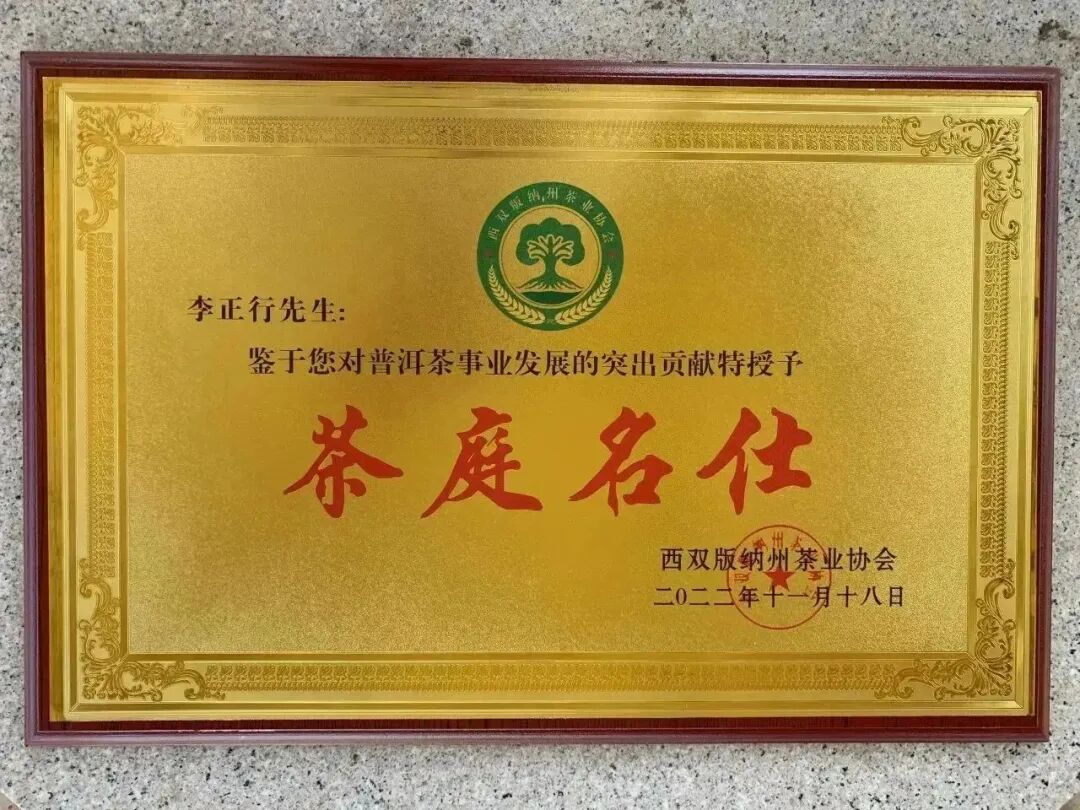 西双版纳州茶业协会
李正行先生:
鉴于您对普洱茶事业发展的突出贡献特授予
茶庭名仕
西双版纳州茶业协会
二0二二年十一月十八日